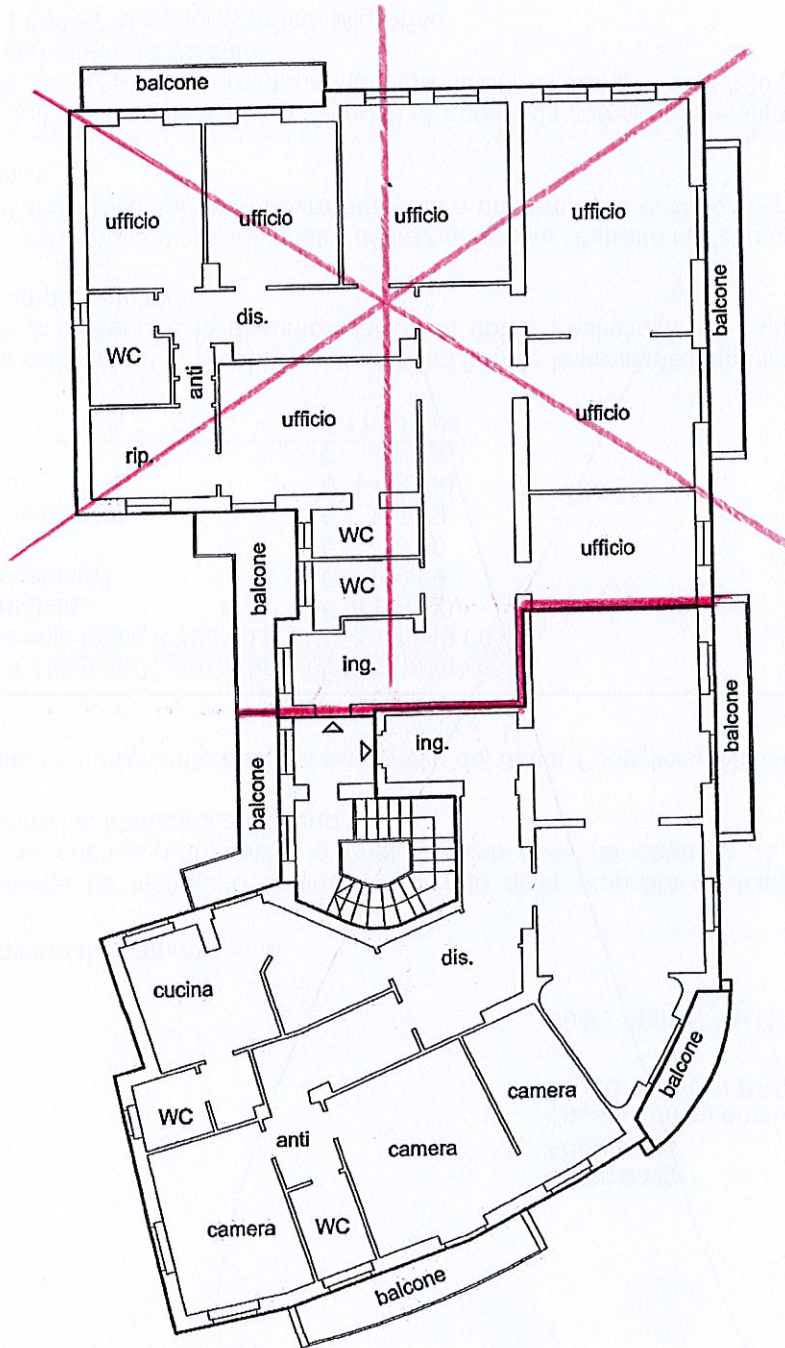 balcone
ufficio
ufficio
ufficio
ufficio
balcone
dis.
WC
anti
ufficio
ufficio
rip.
WC
ufficio
balcone
WC
ing.
balcone
ing.
balcone
dis.
cucina
balcone
camera
WC
anti
camera
camera
WC
balcone